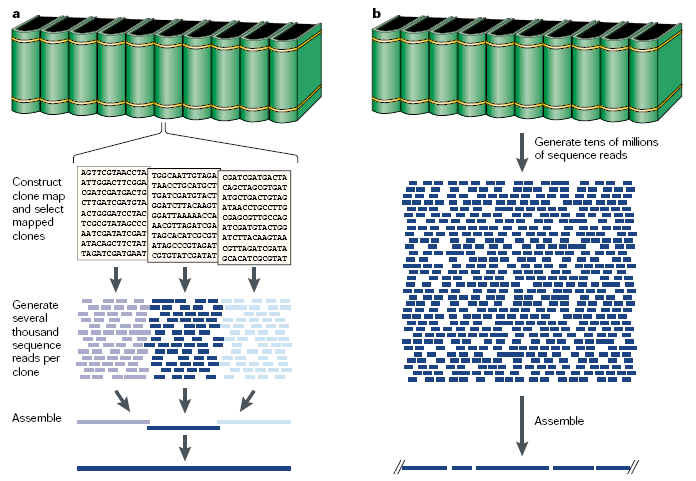 a
Construct
clone map
and select
mapped
clones
AGTTCGTAACCTA
ATTGGACTTCGGA
CGATCGATGACTG
CTTGATCGATGTA
ACTGGGATCCTAC
TCGCGTATAGCCC
AATCGATATCGAT
ATACAGCTTCTAT
TAGATCGATGAAT
TGGCAATTGTAGA
TAACCTGCATGCT
TGATCGATGTACT
GGATCTTACAAGT
GGATTAAAAACCA
AACGTTAGATCGA
TAGCACATCGCGT
ATAGCCCGTAGAT
CGTGTATCGATAT
CGATCGATGACTA
CAGCTAGCGTGAT
ATGCTGACTGTAG
ATAACCTGCCTTG
CGAGCGTTGCCAG
ATCGATGTACTGG
ATCTTACAAGTAA
CGTTAGATCGATA
GCACATCGCGTAT
Generate
several
thousand
sequence
reads per
clone
Assemble
b
Generate tens of millions
of sequence reads
Assemble